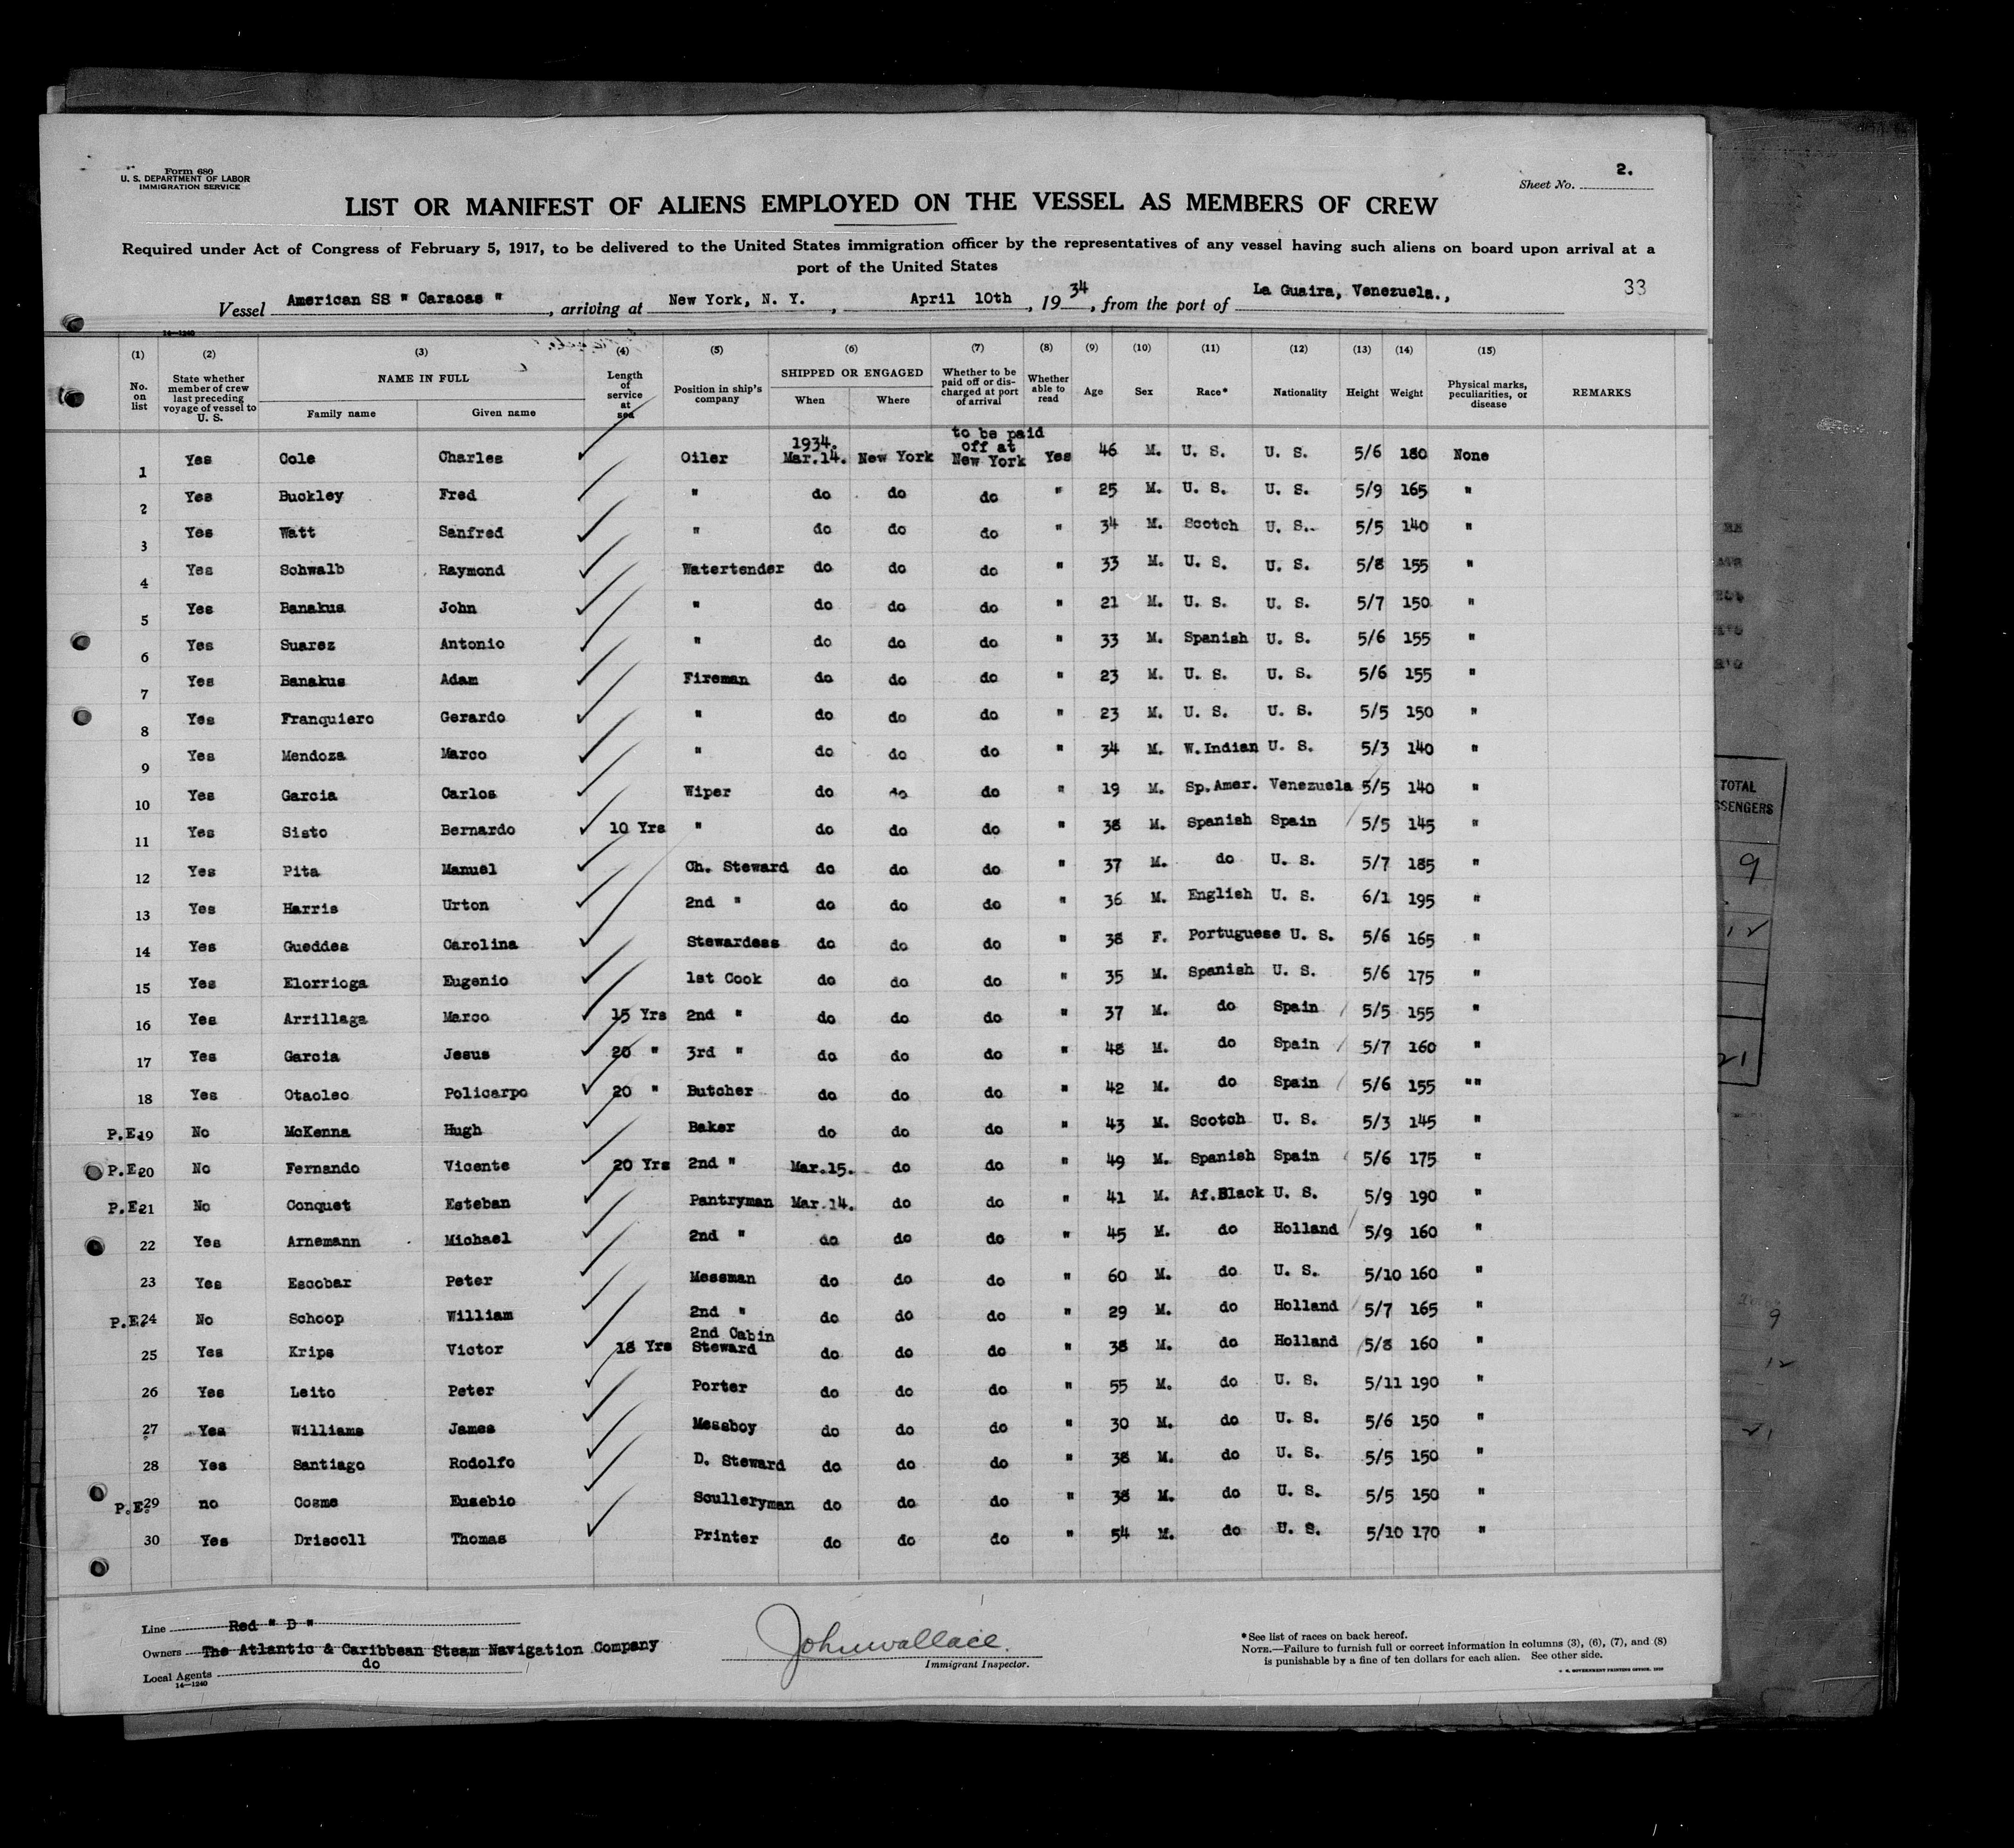 Form 680
U. S. DEPARTMENT OF LABOR
IMMIGRATION SERVICE
Sheet No. 2.
LIST OR MANIFEST OF ALIENS EMPLOYED ON THE VESSEL AS MEMBERS OF CREW
Required under Act of Congress of February 5, 1917, to be delivered to the United States immigration officer by the representatives of any vessel having such aliens on board upon arrival at a
port of the United States
Vessel American SS " Caracas ", arriving at New York, N. Y., April 10th, 1934, from the port of La Guaira, Venezuela., 33
14—1240
(1) (2) (3) (4) (5) (6) (7) (8) (9) (10) (11) (12) (13) (14) (15)
No. on list State whether member of crew last preceding voyage of vessel to U. S. NAME IN FULL Family name Given name Length of service at sea Position in ship's company SHIPPED OR ENGAGED When Where Whether to be paid off or discharged at port of arrival Whether able to read Age Sex Race* Nationality Height Weight Physical marks, peculiarities, or disease REMARKS
1 Yes Cole Charles Oiler 1934. Mar.14. New York to be paid off at New York Yes 46 M. U. S. U. S. 5/6 180 None
2 Yes Buckley Fred " do do do " 25 M. U. S. U. S. 5/9 165 "
3 Yes Watt Sanfred " do do do " 34 M. Scotch U. S. 5/5 140 "
4 Yes Schwalb Raymond Watertender do do do " 33 M. U. S. U. S. 5/8 155 "
5 Yes Banakus John " do do do " 21 M. U. S. U. S. 5/7 150 "
6 Yes Suarez Antonio " do do do " 33 M. Spanish U. S. 5/6 155 "
7 Yes Banakus Adam Fireman do do do " 23 M. U. S. U. S. 5/6 155 "
8 Yes Franquiero Gerardo " do do do " 23 M. U. S. U. S. 5/5 150 "
9 Yes Mendoza Marco " do do do " 34 M. W.Indian U. S. 5/3 140 "
10 Yes Garcia Carlos Wiper do do do " 19 M. Sp.Amer. Venezuela 5/5 140 "
11 Yes Sisto Bernardo 10 Yrs " do do do " 38 M. Spanish Spain 5/5 145 "
12 Yes Pita Manuel Ch. Steward do do do " 37 M. do U. S. 5/7 185 "
13 Yes Harris Urton 2nd " do do do " 36 M. English U. S. 6/1 195 "
14 Yes Gueddes Carolina Stewardess do do do " 38 F. Portuguese U. S. 5/6 165 "
15 Yes Elorrioga Eugenio 1st Cook do do do " 35 M. Spanish U. S. 5/6 175 "
16 Yes Arrillaga Marco 15 Yrs 2nd " do do do " 37 M. do Spain 5/5 155 "
17 Yes Garcia Jesus 20 " 3rd " do do do " 48 M. do Spain 5/7 160 "
18 Yes Otaoleo Policarpo 20 " Butcher do do do " 42 M. do Spain 5/6 155 ""
P.E. 19 No McKenna Hugh Baker do do do " 43 M. Scotch U. S. 5/3 145 "
P.E. 20 No Fernando Vicente 20 Yrs 2nd " Mar.15. do do " 49 M. Spanish Spain 5/6 175 "
P.E. 21 No Conquet Esteban Pantryman Mar.14. do do " 41 M. Af.Black U. S. 5/9 190 "
22 Yes Arnemann Michael 2nd " do do do " 45 M. do Holland 5/9 160 "
23 Yes Escobar Peter Messman do do do " 60 M. do U. S. 5/10 160 "
P.E. 24 No Schoop William 2nd " do do do " 29 M. do Holland 5/7 165 "
25 Yes Krips Victor 18 Yrs 2nd Cabin Steward do do do " 38 M. do Holland 5/8 160 "
26 Yes Leito Peter Porter do do do " 55 M. do U. S. 5/11 190 "
27 Yes Williams James Messboy do do do " 30 M. do U. S. 5/6 150 "
28 Yes Santiago Rodolfo D. Steward do do do " 38 M. do U. S. 5/5 150 "
P.E. 29 no Cosme Eusebio Sculleryman do do do " 38 M. do U. S. 5/5 150 "
30 Yes Driscoll Thomas Printer do do do " 54 M. do U. S. 5/10 170 "
Line Red " D "
Owners The Atlantic & Caribbean Steam Navigation Company
Local Agents do
14—1240
John Wallace.
Immigrant Inspector.
* See list of races on back hereof.
NOTE.—Failure to furnish full or correct information in columns (3), (6), (7), and (8)
is punishable by a fine of ten dollars for each alien. See other side.
TOTAL
9
12
21
9
12
21